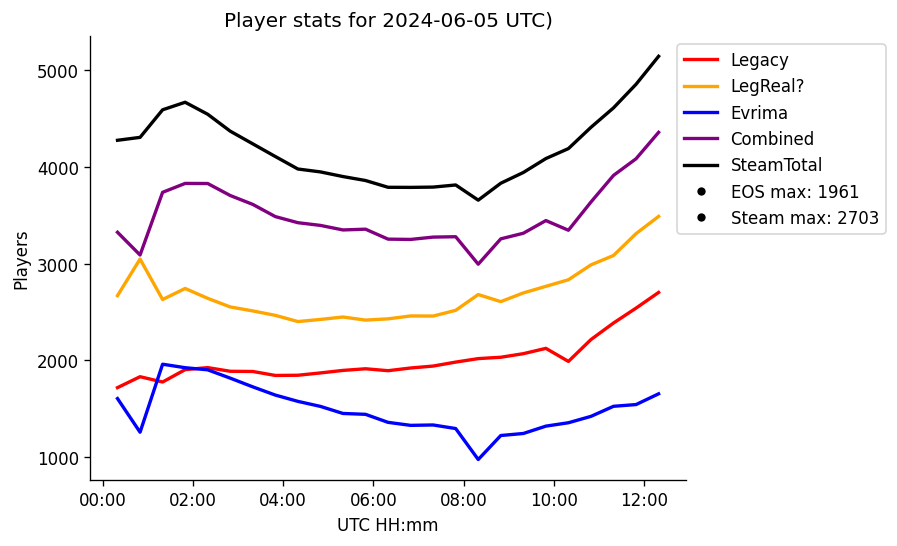 Player stats for 2024-06-05 UTC)
Legacy
LegReal?
Evrima
Combined
SteamTotal
EOS max: 1961
Steam max: 2703
Players
5000
4000
3000
2000
1000
00:00 02:00 04:00 06:00 08:00 10:00 12:00
UTC HH:mm